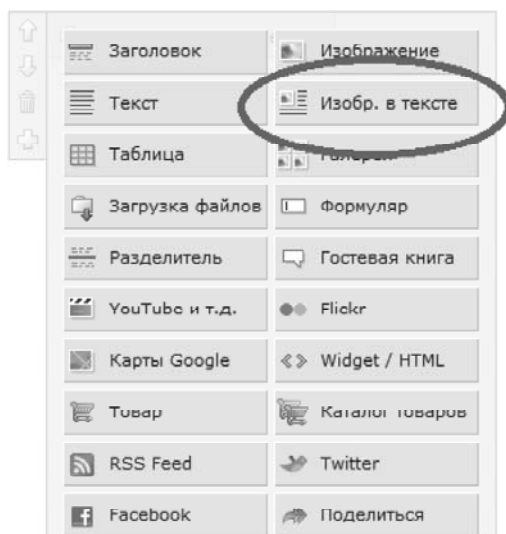 Заголовок
Изображение
Текст
Изобр. в тексте
Таблица
Галерея
Загрузка файлов
Формуляр
Разделитель
Гостевая книга
YouTube и т.д.
Flickr
Карты Google
Widget / HTML
Товар
Каталог товаров
RSS Feed
Twitter
Facebook
Поделиться